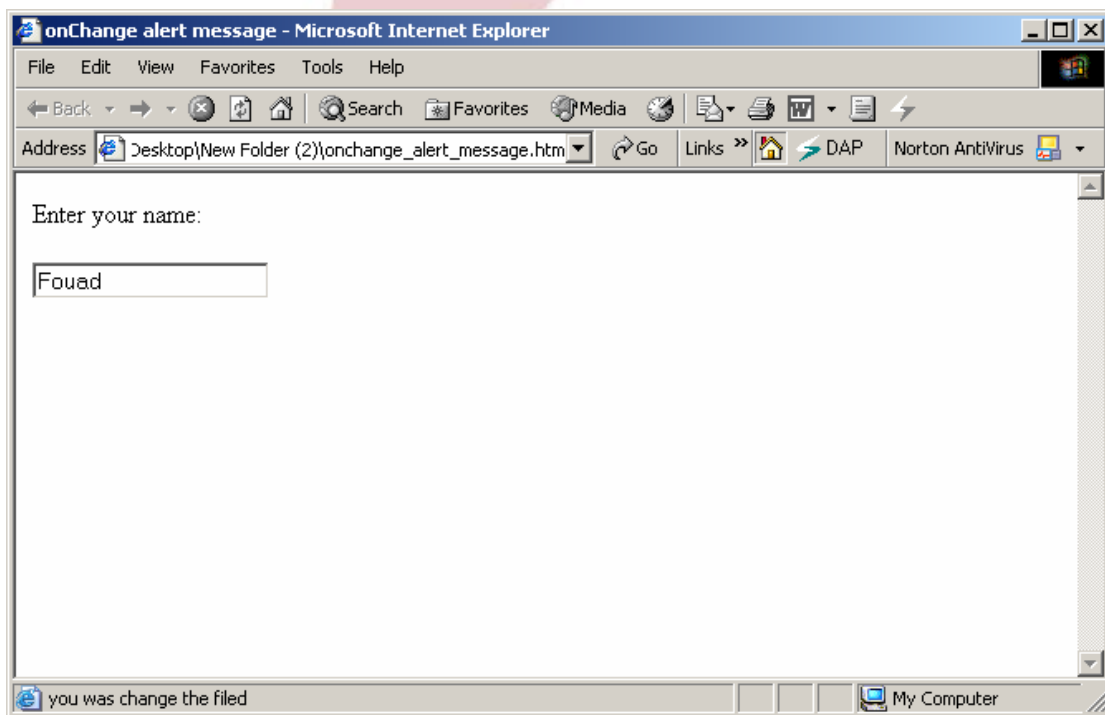 onChange alert message - Microsoft Internet Explorer
File Edit View Favorites Tools Help
Back Search Favorites Media
Address Desktop\New Folder (2)\onchange_alert_message.htm Go Links » DAP Norton AntiVirus
Enter your name:
Fouad
you was change the filed My Computer